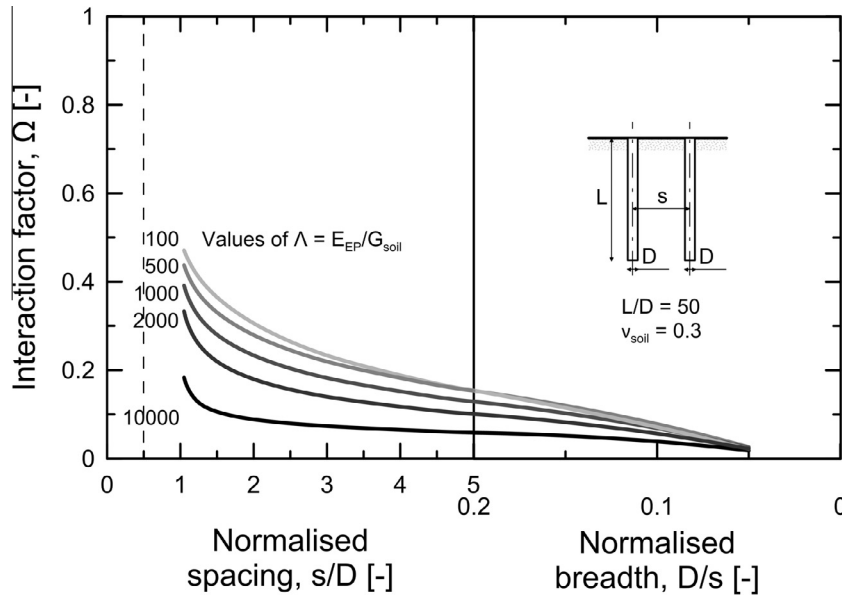 Interaction factor, Ω [-]
1
0.8
0.6
0.4
0.2
0
100
500
1000
2000
10000
Values of Λ = E_EP/G_soil
L
s
D
D
L/D = 50
ν_soil = 0.3
0 1 2 3 4 5
0.2 0.1 0
Normalised
spacing, s/D [-]
Normalised
breadth, D/s [-]